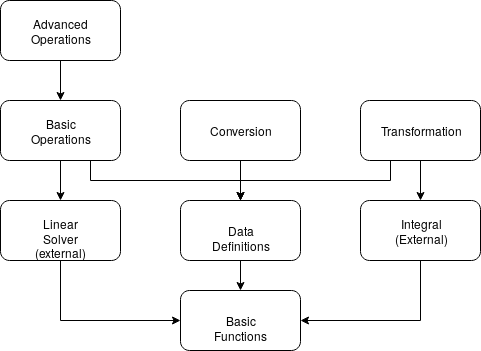 Advanced
Operations
Basic
Operations
Conversion
Transformation
Linear
Solver
(external)
Data
Definitions
Integral
(External)
Basic
Functions